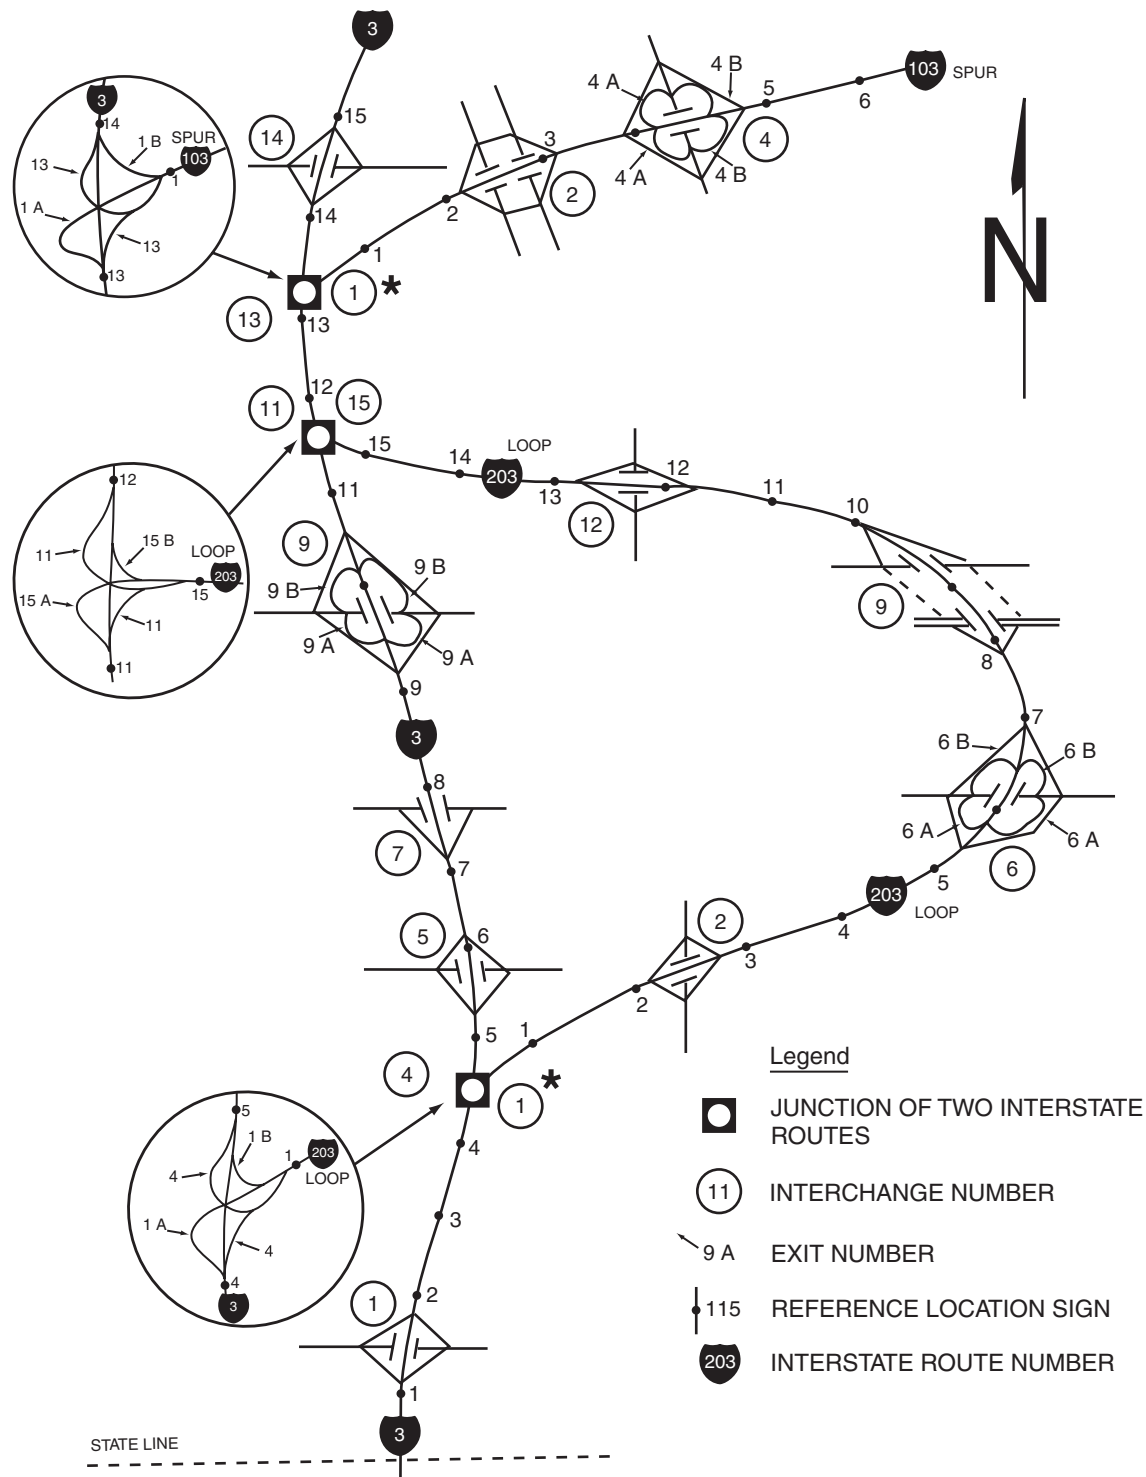 3
103 SPUR
4 B
5
6
4 A
4
4 A
4 B
15
14
3
2
2
14
1
1 *
13
13
3
14
1 B
SPUR
103
13
1
1 A
13
13
12
11
15
15
14
LOOP
203
13
12
12
11
10
11
12
11
15 B
LOOP
203
15
15 A
11
11
9
9 B
9 B
9 A
9 A
9
9
8
7
3
8
6 B
6 B
6 A
6 A
6
7
7
5
203
LOOP
4
5
6
2
3
2
5
1
4
1 *
5
1 B
1
203
LOOP
4
1 A
4
4
3
4
3
1
2
1
3
STATE LINE
N
Legend
JUNCTION OF TWO INTERSTATE
ROUTES
11 INTERCHANGE NUMBER
9 A EXIT NUMBER
115 REFERENCE LOCATION SIGN
203 INTERSTATE ROUTE NUMBER